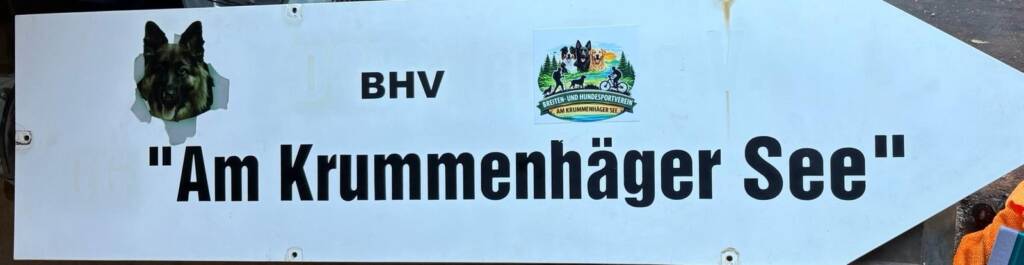 BHV
BREITEN- UND HUNDESPORTVEREIN
AM KRUMMENHÄGER SEE
"Am Krummenhäger See"